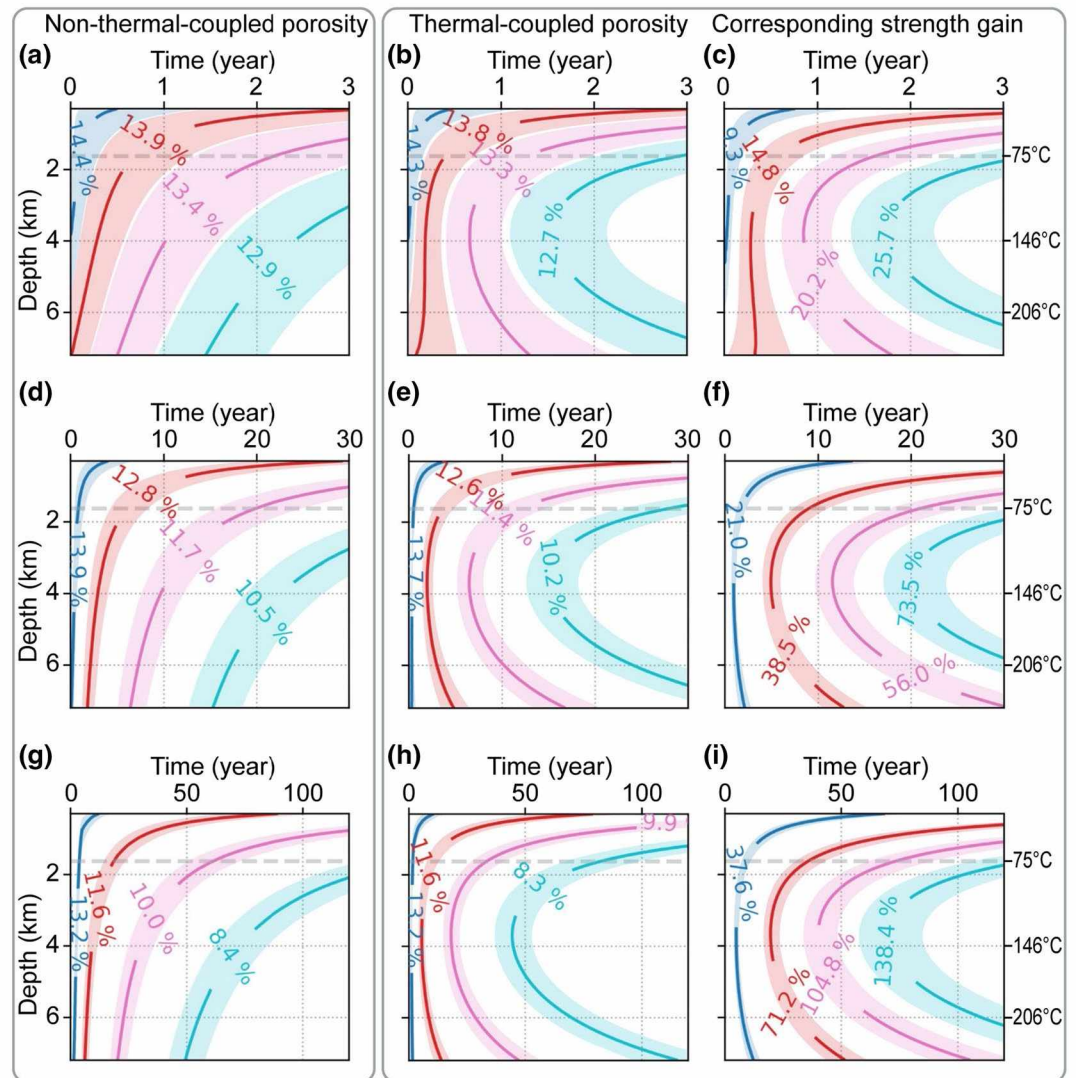 Non-thermal-coupled porosity
Thermal-coupled porosity
Corresponding strength gain
(a)
Time (year)
0 1 2 3
Depth (km)
2
4
6
14.4 %
13.9 %
13.4 %
12.9 %
(b)
Time (year)
0 1 2 3
14.3 %
13.8 %
13.3 %
12.7 %
(c)
Time (year)
0 1 2 3
9.3 %
14.8 %
20.2 %
25.7 %
75°C
146°C
206°C
(d)
Time (year)
0 10 20 30
Depth (km)
2
4
6
13.9 %
12.8 %
11.7 %
10.5 %
(e)
Time (year)
0 10 20 30
13.7 %
12.6 %
11.4 %
10.2 %
(f)
Time (year)
0 10 20 30
21.0 %
38.5 %
56.0 %
73.5 %
75°C
146°C
206°C
(g)
Time (year)
0 50 100
Depth (km)
2
4
6
13.2 %
11.6 %
10.0 %
8.4 %
(h)
Time (year)
0 50 100
13.2 %
11.6 %
9.9
8.3 %
(i)
Time (year)
0 50 100
37.6 %
71.2 %
104.8 %
138.4 %
75°C
146°C
206°C